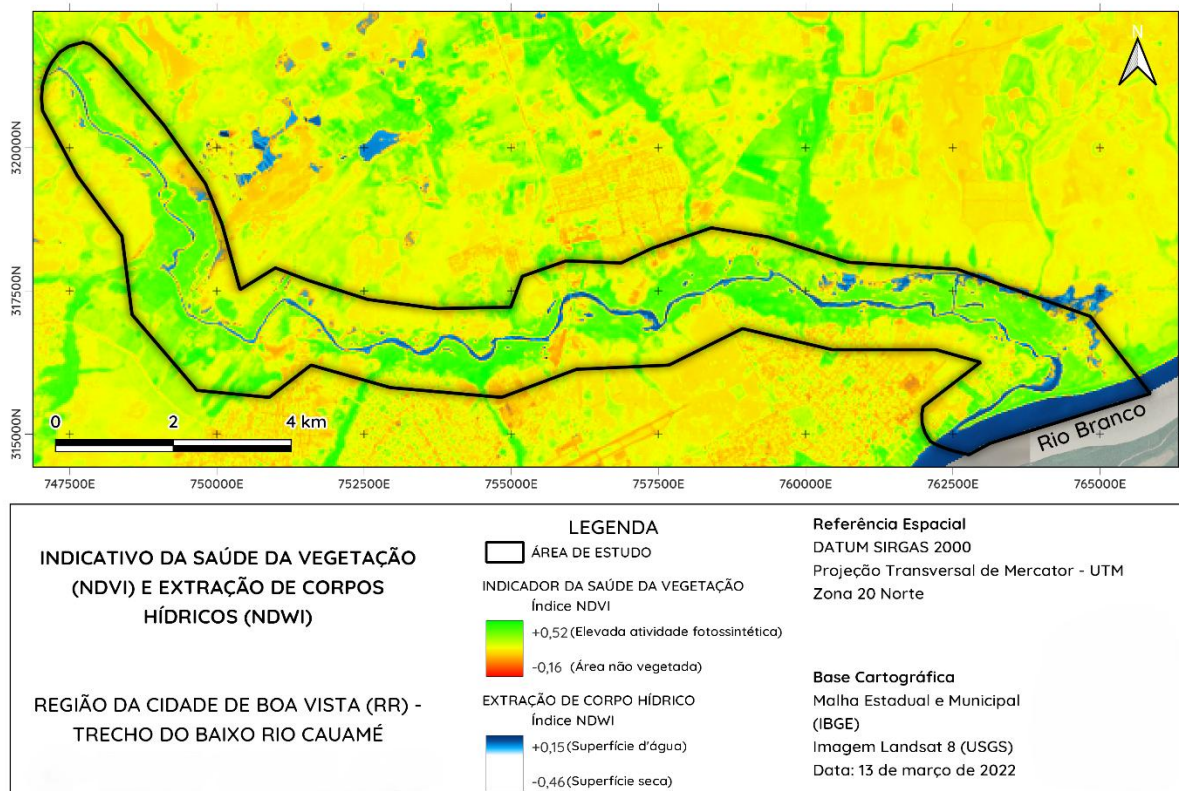 N
320000N
317500N
315000N
0 2 4 km
Rio Branco
747500E 750000E 752500E 755000E 757500E 760000E 762500E 765000E
INDICATIVO DA SAÚDE DA VEGETAÇÃO
(NDVI) E EXTRAÇÃO DE CORPOS
HÍDRICOS (NDWI)
REGIÃO DA CIDADE DE BOA VISTA (RR) -
TRECHO DO BAIXO RIO CAUAMÉ
LEGENDA
ÁREA DE ESTUDO
INDICADOR DA SAÚDE DA VEGETAÇÃO
Índice NDVI
+0,52 (Elevada atividade fotossintética)
-0,16 (Área não vegetada)
EXTRAÇÃO DE CORPO HÍDRICO
Índice NDWI
+0,15 (Superfície d'água)
-0,46 (Superfície seca)
Referência Espacial
DATUM SIRGAS 2000
Projeção Transversal de Mercator - UTM
Zona 20 Norte
Base Cartográfica
Malha Estadual e Municipal
(IBGE)
Imagem Landsat 8 (USGS)
Data: 13 de março de 2022